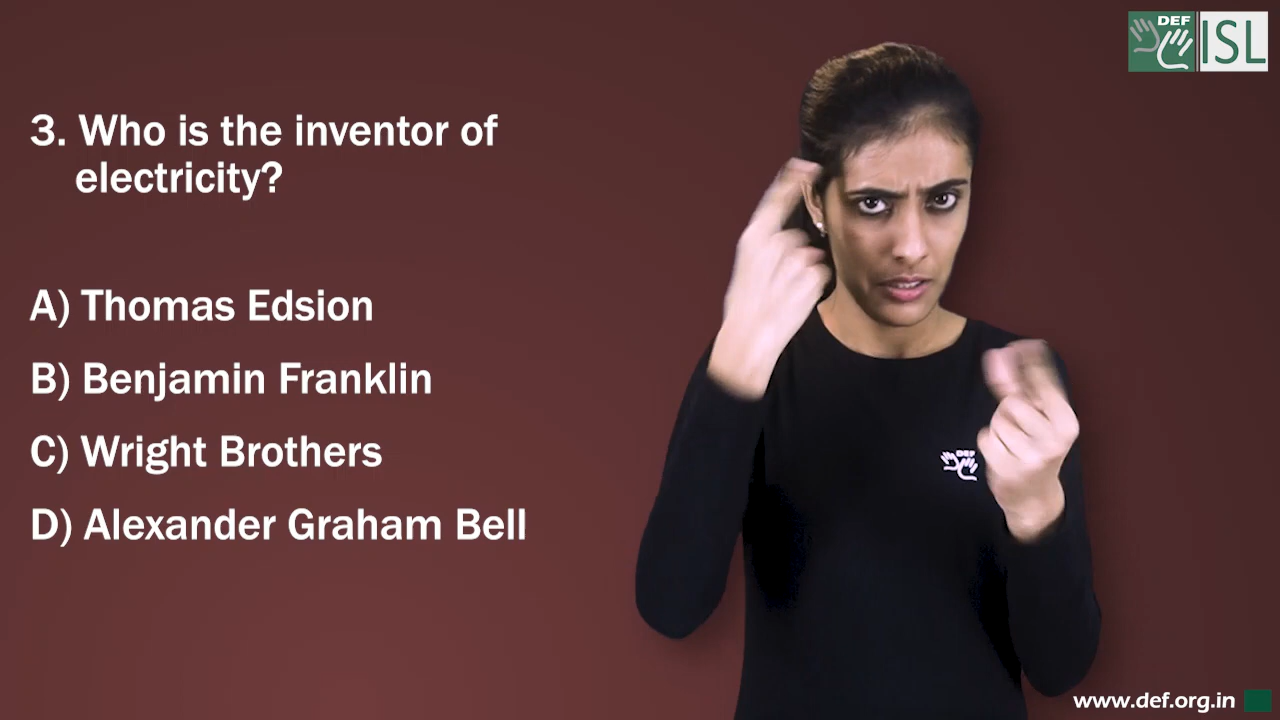 3. Who is the inventor of
electricity?
A) Thomas Edsion
B) Benjamin Franklin
C) Wright Brothers
D) Alexander Graham Bell
DEF
ISL
DEF
www.def.org.in